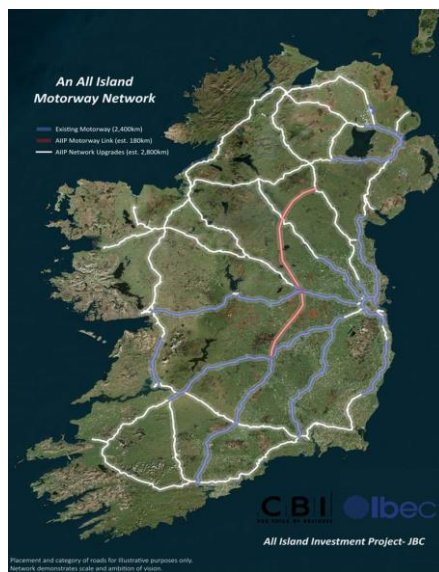 An All Island
Motorway Network
Existing Motorway (2,400km)
AIIP Motorway Link (est. 180km)
AIIP Network Upgrades (est. 2,800km)
CBI Ibec
THE VOICE OF BUSINESS
All Island Investment Project- JBC
Placement and category of roads for illustrative purposes only.
Network demonstrates scale and ambition of vision.